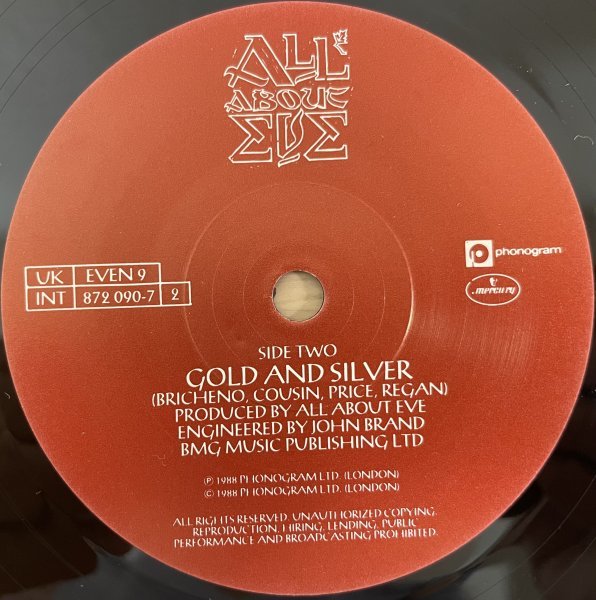 ALL
ABOUT
EVE
UK EVEN 9
INT 872 090-7 2
p phonogram
mercury
SIDE TWO
GOLD AND SILVER
(BRICHENO, COUSIN, PRICE, REGAN)
PRODUCED BY ALL ABOUT EVE
ENGINEERED BY JOHN BRAND
BMG MUSIC PUBLISHING LTD
℗ 1988 PHONOGRAM LTD. (LONDON)
© 1988 PHONOGRAM LTD. (LONDON)
ALL RIGHTS RESERVED. UNAUTHORIZED COPYING,
REPRODUCTION, HIRING, LENDING, PUBLIC
PERFORMANCE AND BROADCASTING PROHIBITED.